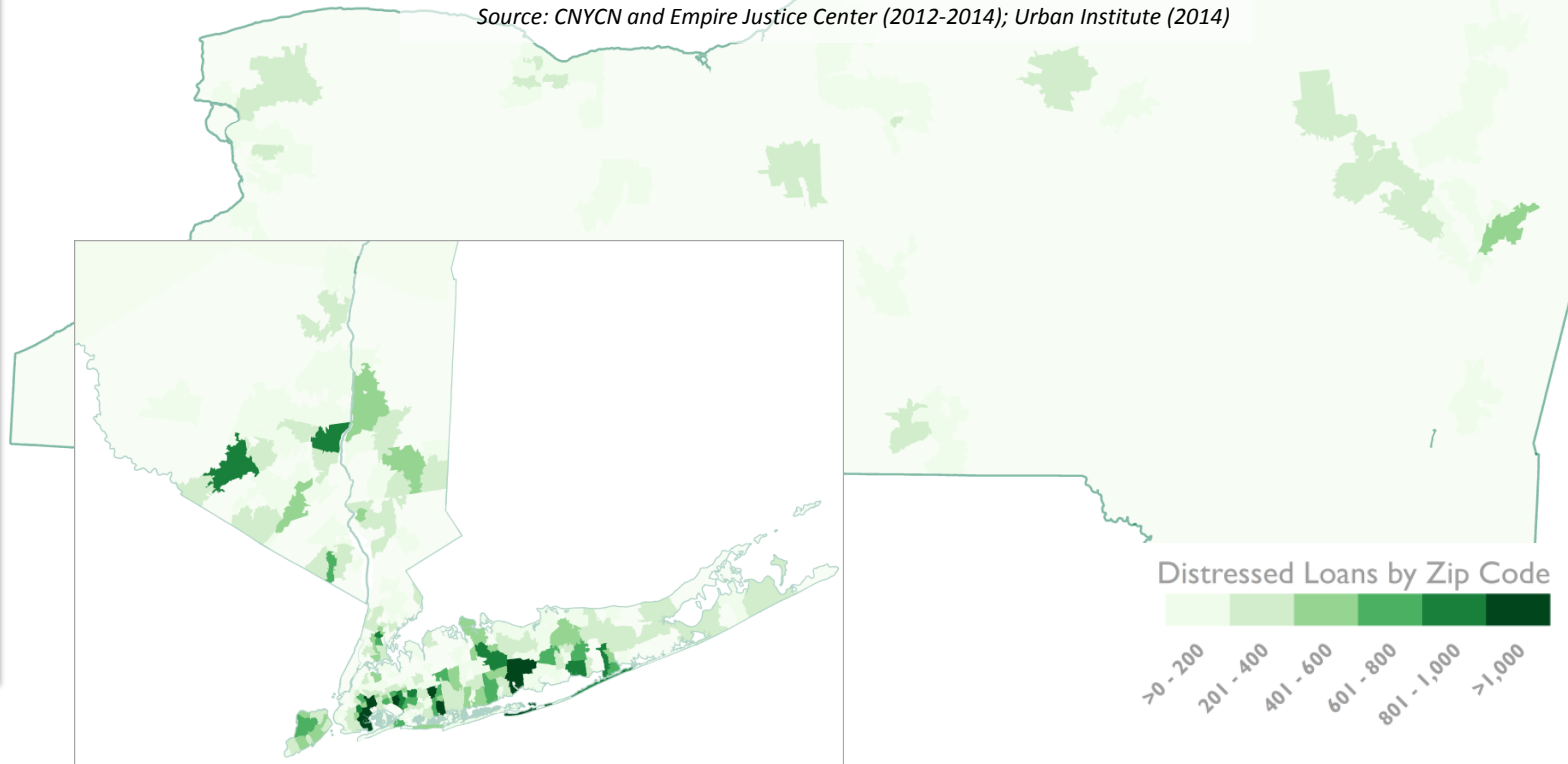 Source: CNYCN and Empire Justice Center (2012-2014); Urban Institute (2014)
Distressed Loans by Zip Code
>0 - 200
201 - 400
401 - 600
601 - 800
801 - 1,000
>1,000